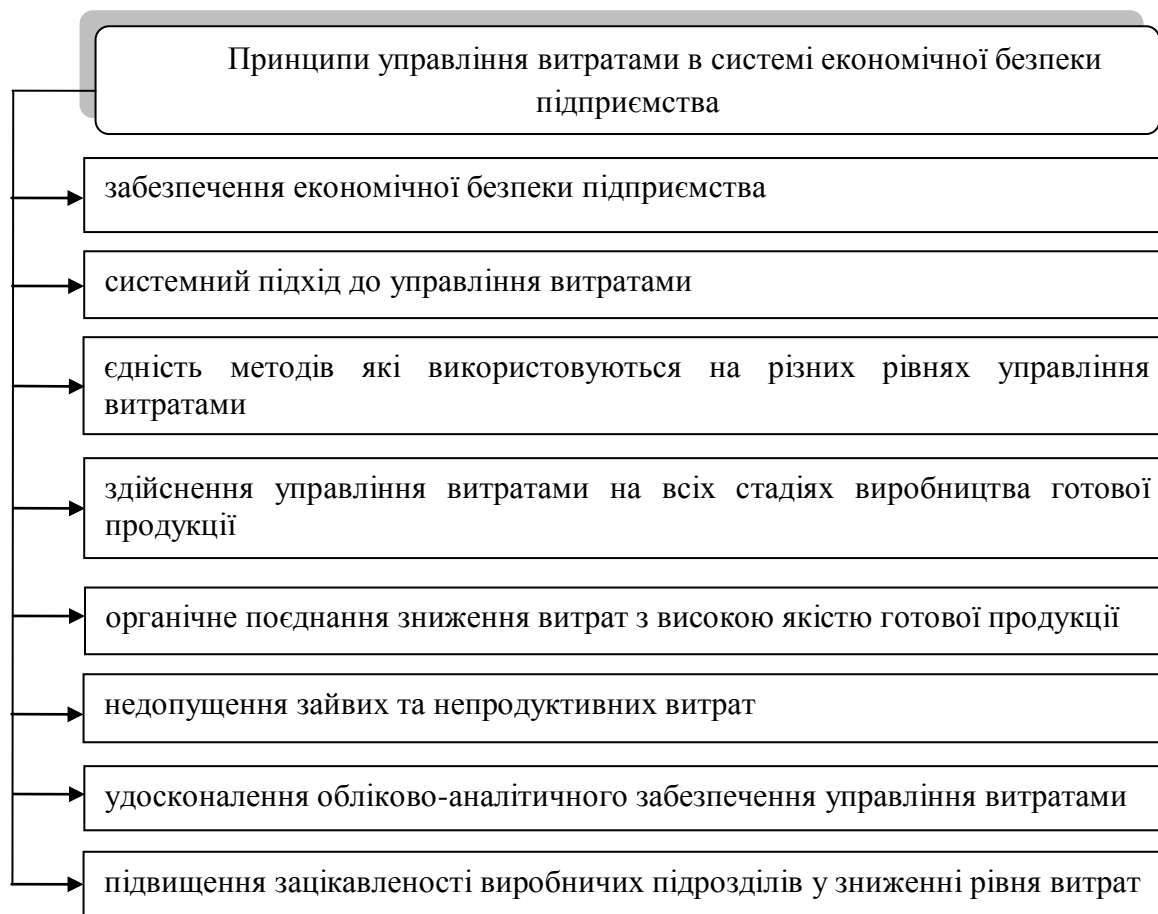 Принципи управління витратами в системі економічної безпеки
підприємства
забезпечення економічної безпеки підприємства
системний підхід до управління витратами
єдність методів які використовуються на різних рівнях управління
витратами
здійснення управління витратами на всіх стадіях виробництва готової
продукції
органічне поєднання зниження витрат з високою якістю готової продукції
недопущення зайвих та непродуктивних витрат
удосконалення обліково-аналітичного забезпечення управління витратами
підвищення зацікавленості виробничих підрозділів у зниженні рівня витрат